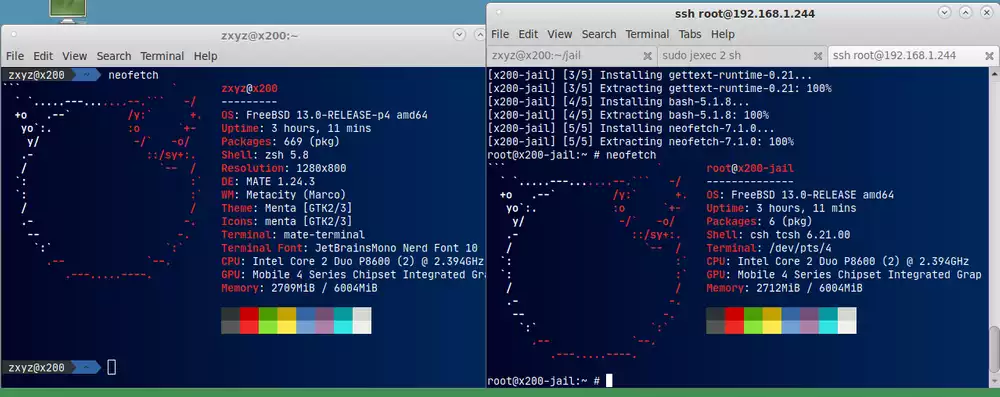 zxyz@x200:~
File Edit View Search Terminal Help
zxyz@x200 ~ neofetch
zxyz@x200
---------
OS: FreeBSD 13.0-RELEASE-p4 amd64
Uptime: 3 hours, 11 mins
Packages: 669 (pkg)
Shell: zsh 5.8
Resolution: 1280x800
DE: MATE 1.24.3
WM: Metacity (Marco)
Theme: Menta [GTK2/3]
Icons: menta [GTK2/3]
Terminal: mate-terminal
Terminal Font: JetBrainsMono Nerd Font 10
CPU: Intel Core 2 Duo P8600 (2) @ 2.394GHz
GPU: Mobile 4 Series Chipset Integrated Gra
Memory: 2709MiB / 6004MiB
zxyz@x200 ~
ssh root@192.168.1.244
File Edit View Search Terminal Tabs Help
zxyz@x200:~/jail sudo jexec 2 sh ssh root@192.168.1.244
[x200-jail] [3/5] Installing gettext-runtime-0.21...
[x200-jail] [3/5] Extracting gettext-runtime-0.21: 100%
[x200-jail] [4/5] Installing bash-5.1.8...
[x200-jail] [4/5] Extracting bash-5.1.8: 100%
[x200-jail] [5/5] Installing neofetch-7.1.0...
[x200-jail] [5/5] Extracting neofetch-7.1.0: 100%
root@x200-jail:~ # neofetch
root@x200-jail
--------------
OS: FreeBSD 13.0-RELEASE amd64
Uptime: 3 hours, 11 mins
Packages: 6 (pkg)
Shell: csh tcsh 6.21.00
Terminal: /dev/pts/4
CPU: Intel Core 2 Duo P8600 (2) @ 2.394GHz
GPU: Mobile 4 Series Chipset Integrated Grap
Memory: 2712MiB / 6004MiB
root@x200-jail:~ #